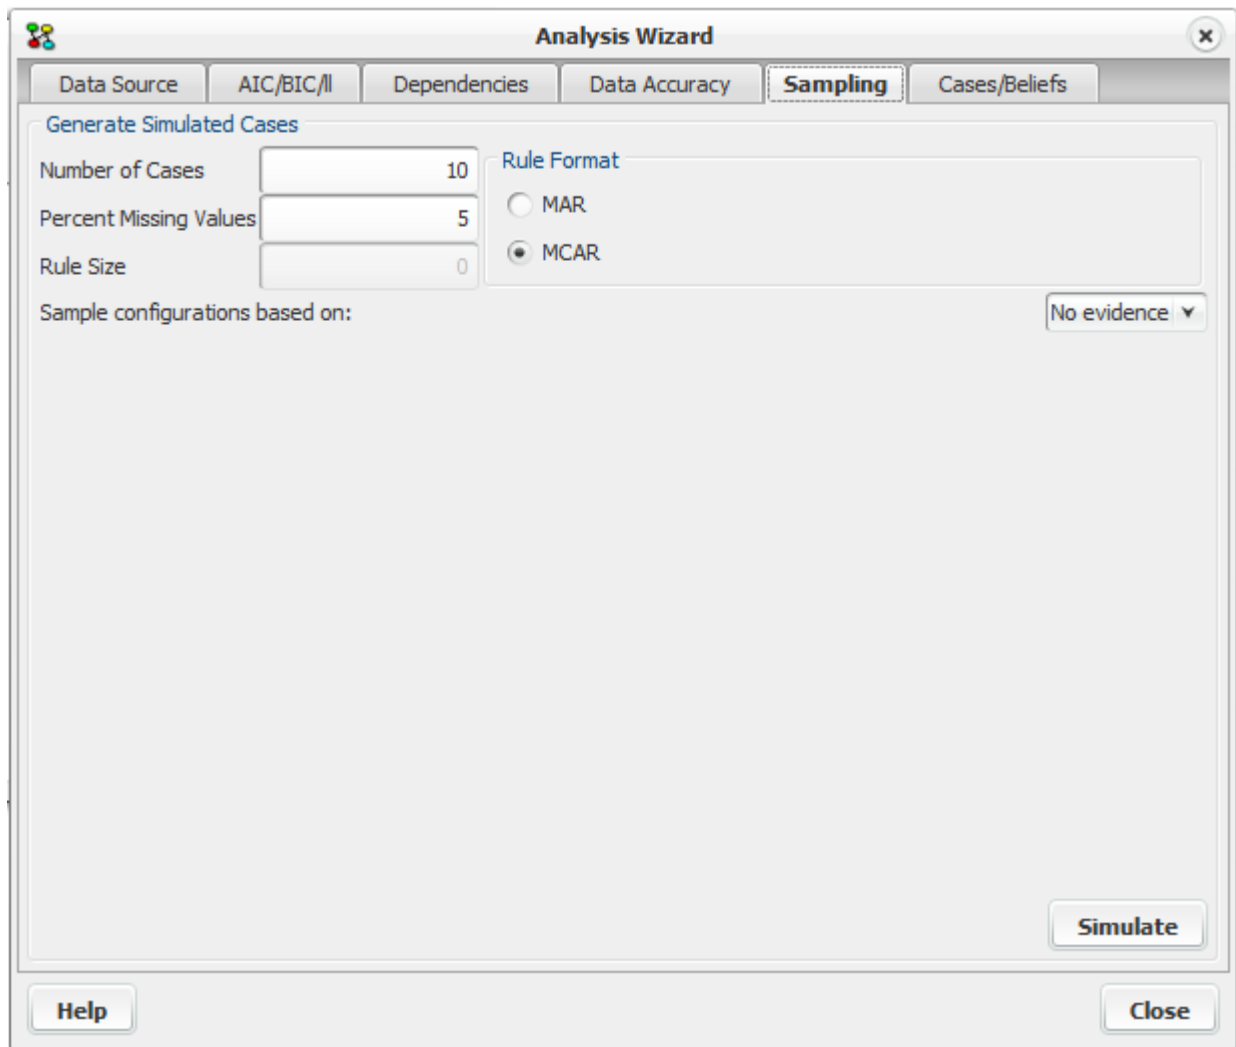 Analysis Wizard
Data Source AIC/BIC/ll Dependencies Data Accuracy Sampling Cases/Beliefs
Generate Simulated Cases
Number of Cases 10
Percent Missing Values 5
Rule Size 0
Rule Format
MAR
MCAR
Sample configurations based on: No evidence
Simulate
Help Close